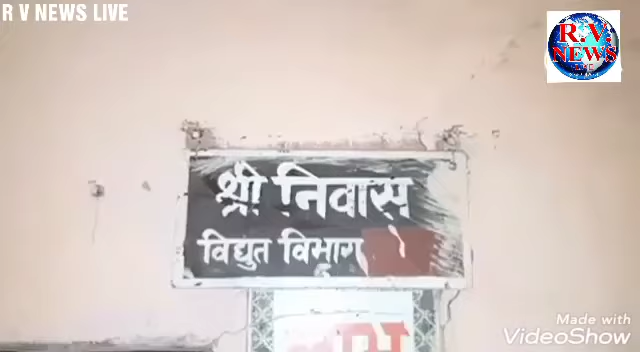 R V NEWS LIVE
R.V.
NEWS
श्री निवास
विद्युत विभाग
Made with
VideoShow